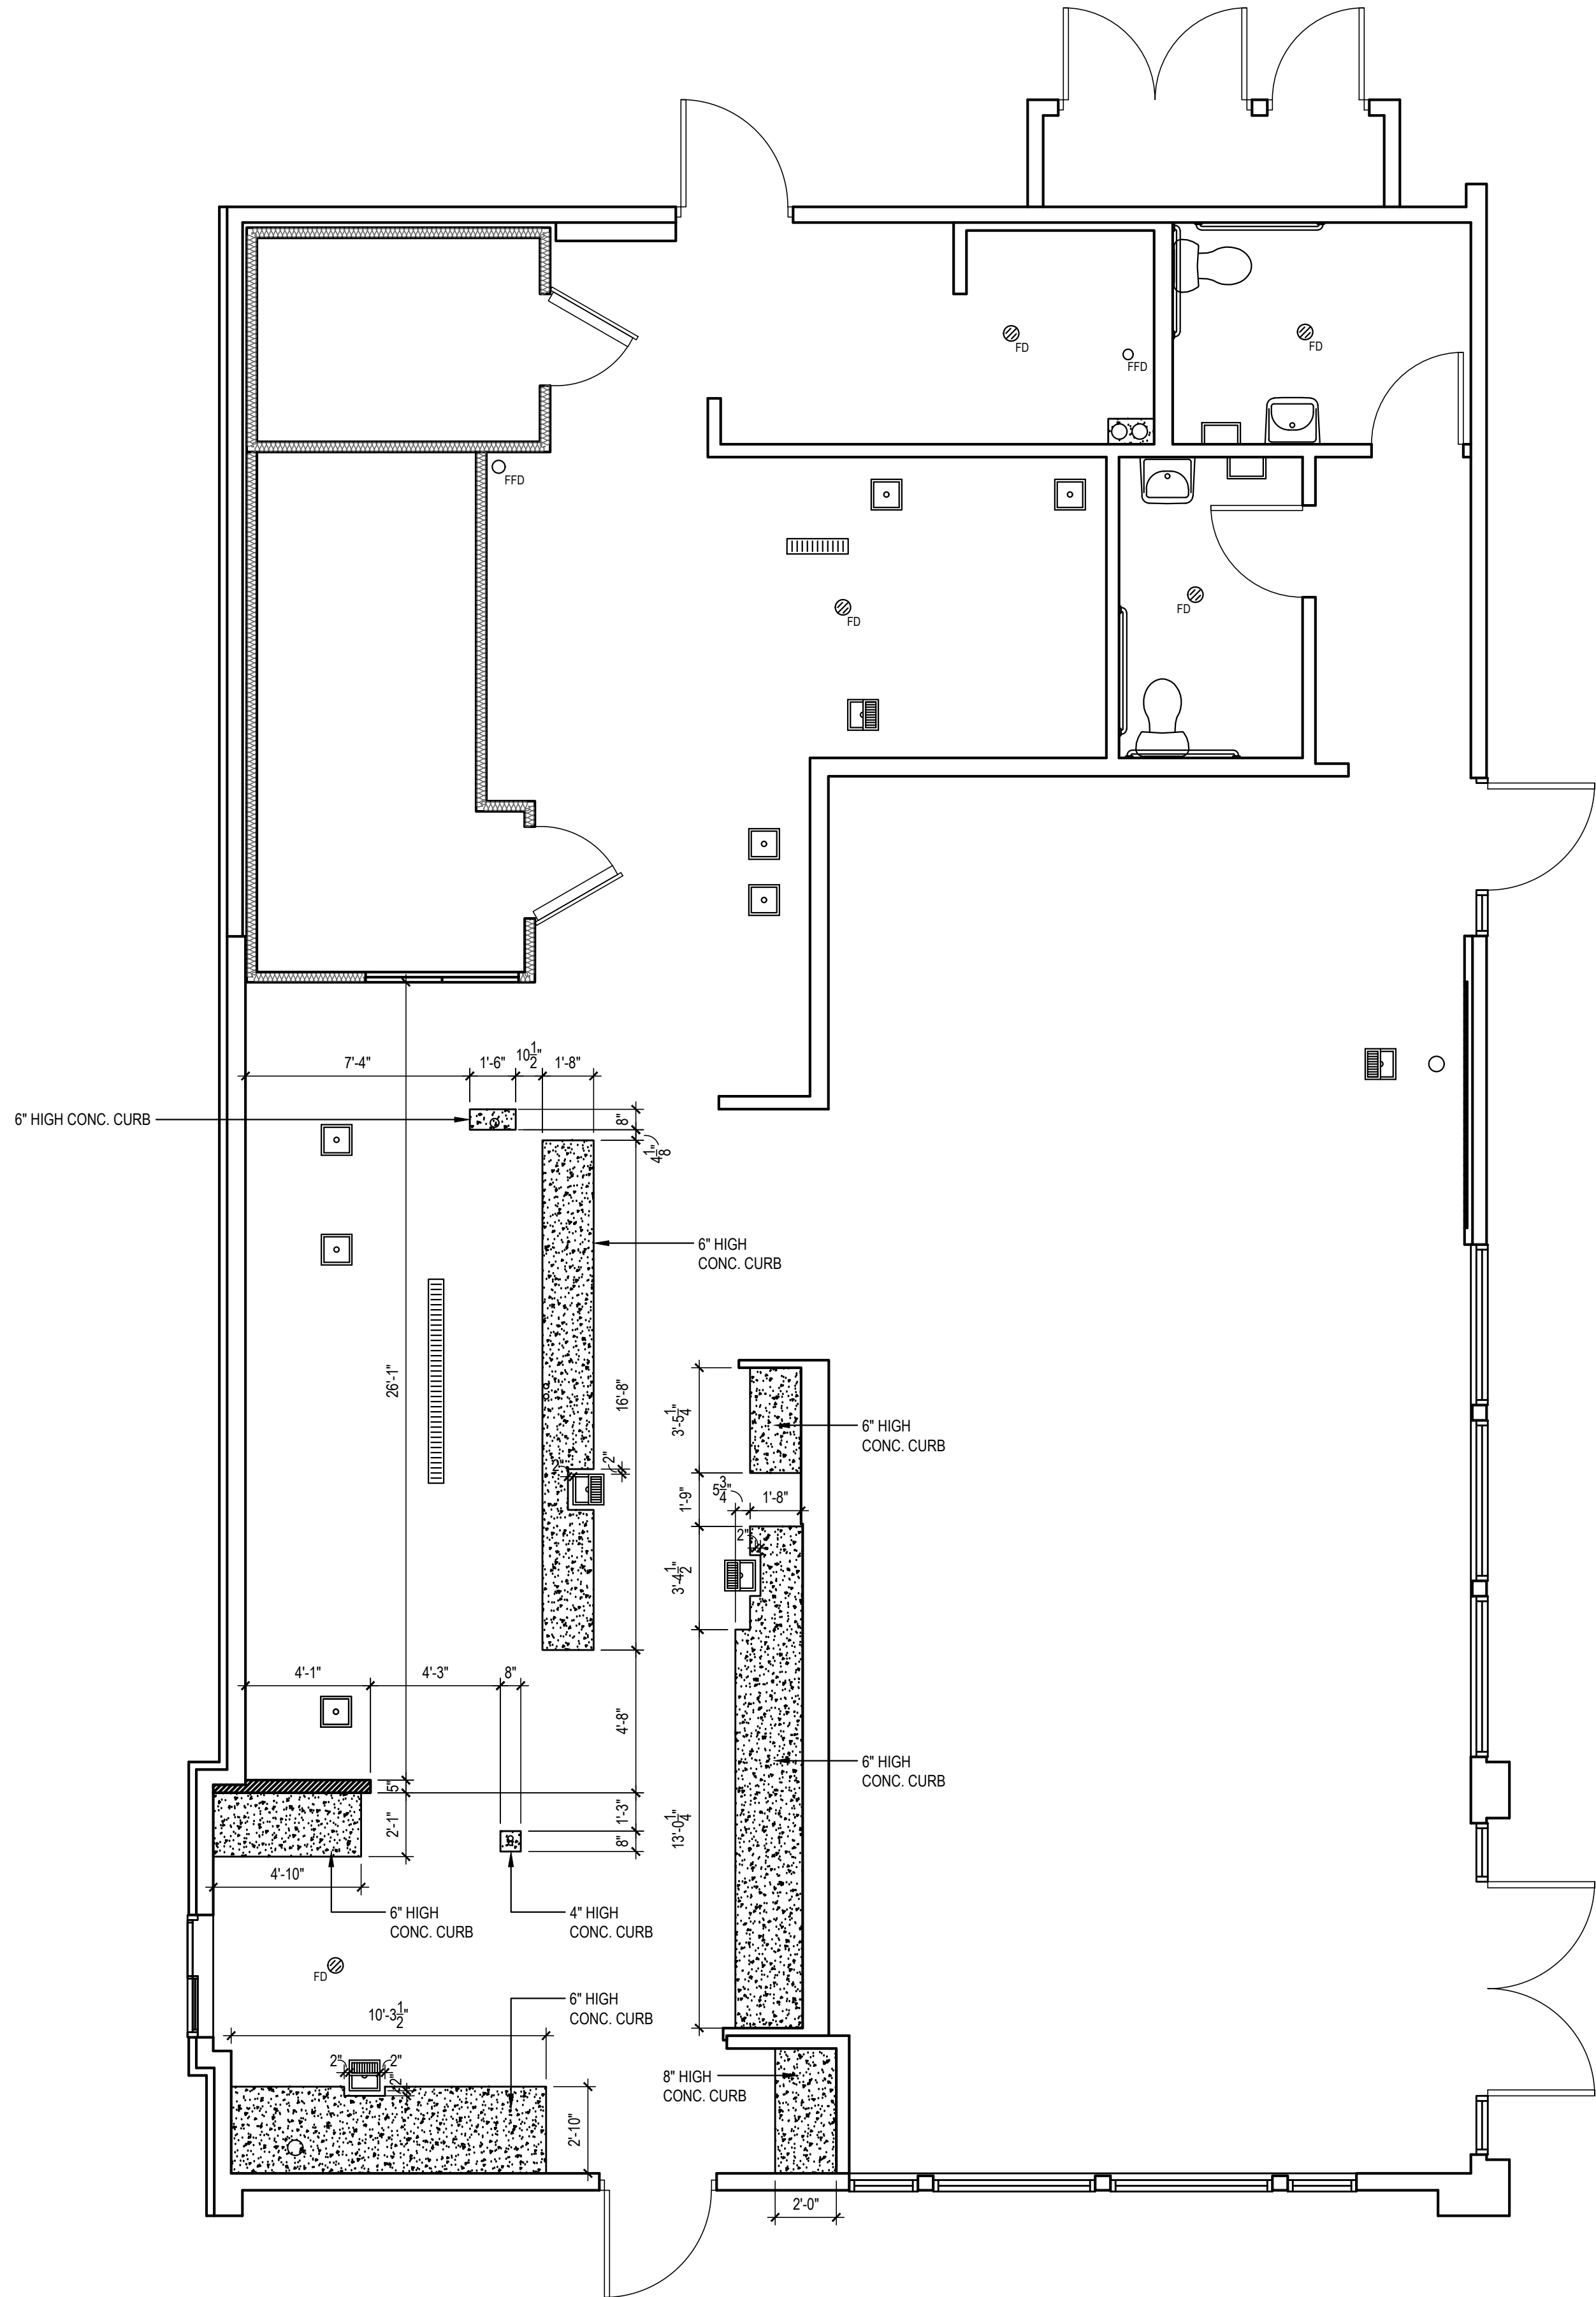 FD
FFD
FD
FFD
FD
FD
7'-4"
1'-6"
10 1/2"
1'-8"
6" HIGH CONC. CURB
8"
4 1/8"
6" HIGH
CONC. CURB
26'-1"
16'-8"
3'-5 1/4"
6" HIGH
CONC. CURB
2"
2"
1'-9"
5 3/4"
1'-8"
2"
3'-4 1/2"
4'-1"
4'-3"
8"
4'-8"
6" HIGH
CONC. CURB
5"
2'-1"
1'-3"
8"
13'-0 1/4"
4'-10"
6" HIGH
CONC. CURB
4" HIGH
CONC. CURB
FD
6" HIGH
CONC. CURB
10'-3 1/2"
2"
2"
2"
8" HIGH
CONC. CURB
2'-10"
2'-0"